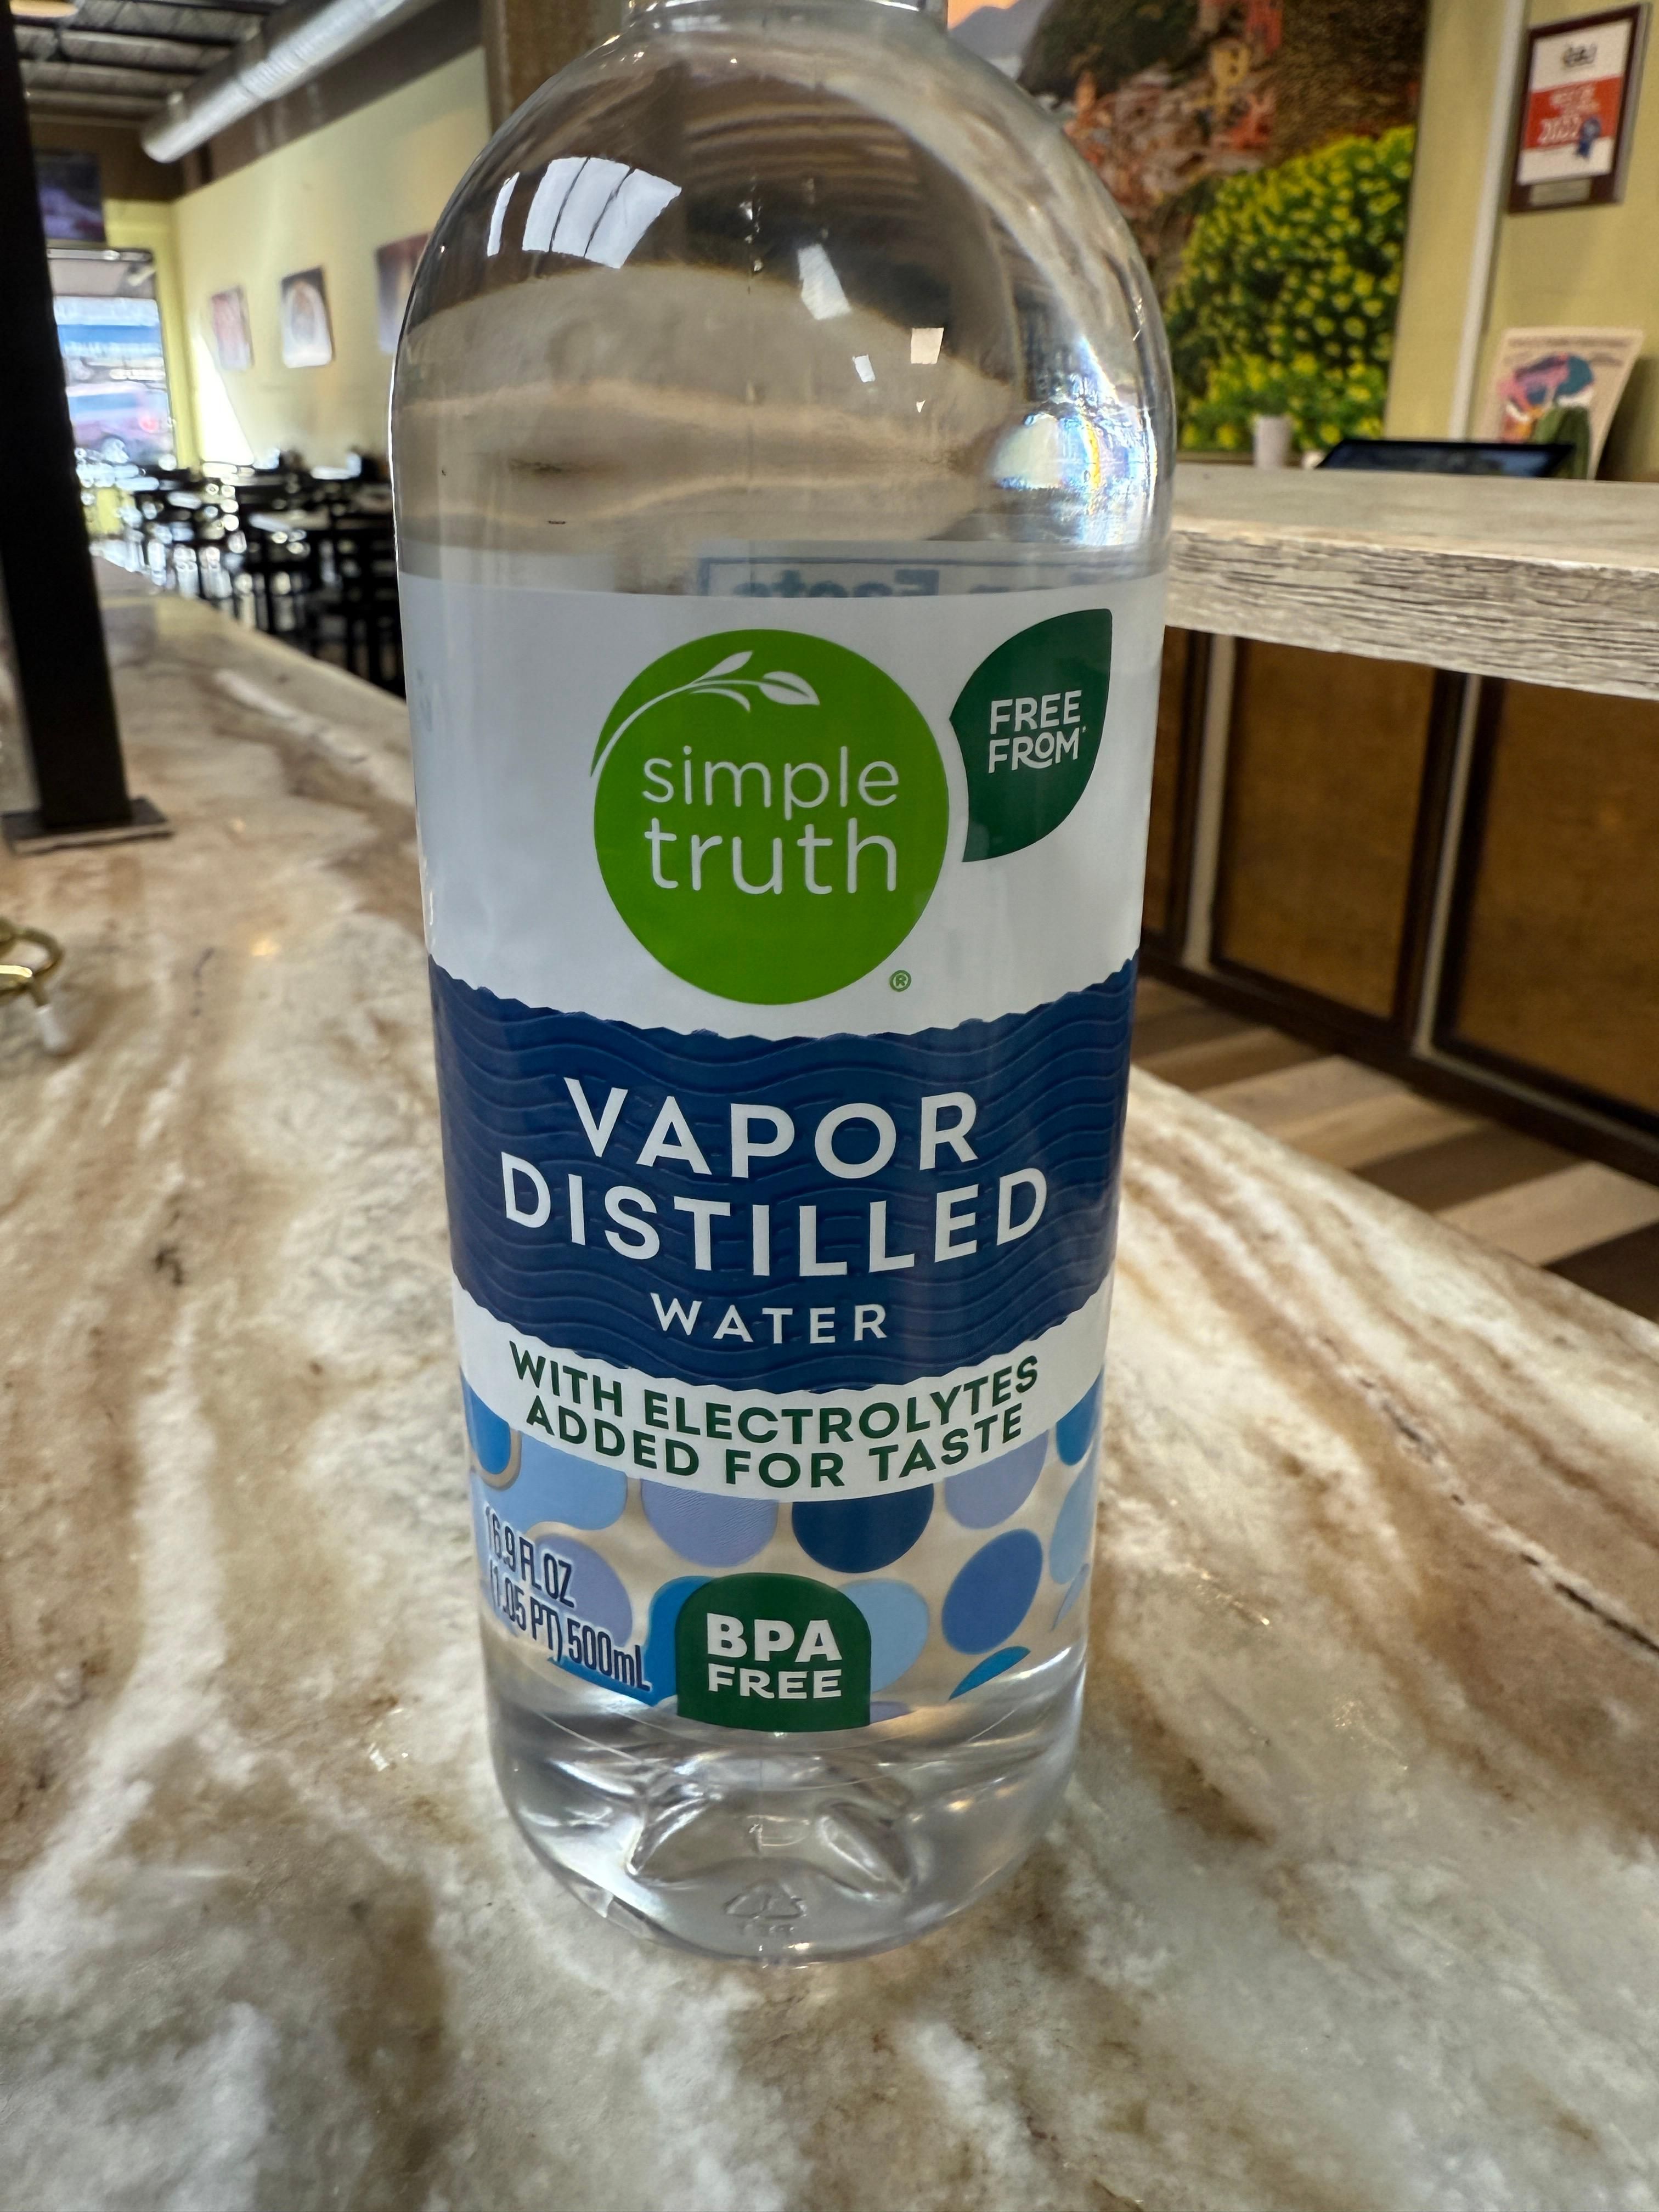 2022
simple
truth
®
FREE
FROM
VAPOR
DISTILLED
WATER
WITH ELECTROLYTES
ADDED FOR TASTE
16.9 FL OZ
(1.05 PT) 500mL
BPA
FREE